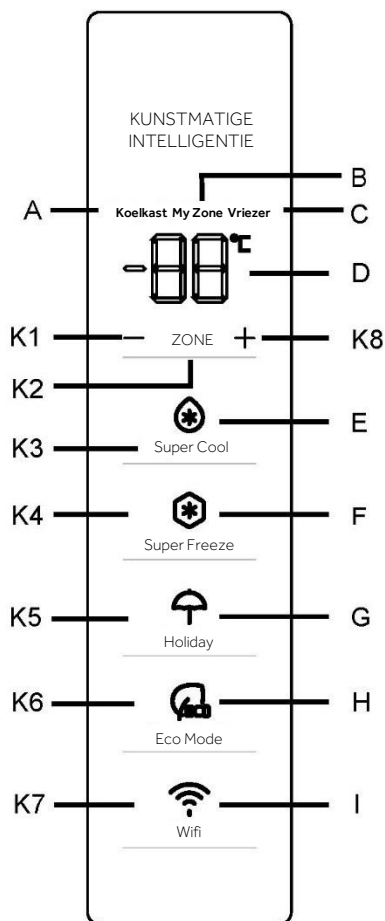 KUNSTMATIGE
INTELLIGENTIE
B
A
Koelkast My Zone Vriezer
C
-88°C
D
K1
− ZONE +
K8
K2
E
K3
Super Cool
K4
F
Super Freeze
K5
G
Holiday
K6
eco
H
Eco Mode
K7
I
Wifi